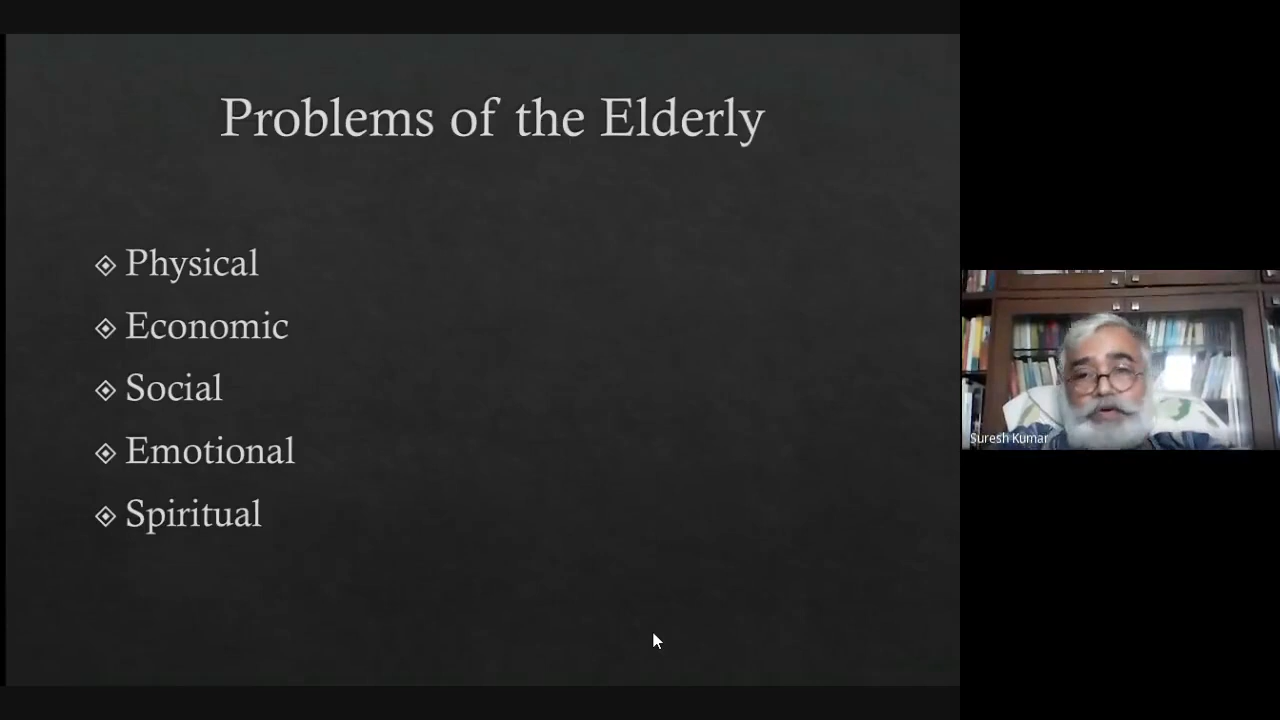 Problems of the Elderly
Physical
Economic
Social
Emotional
Spiritual
Suresh Kumar